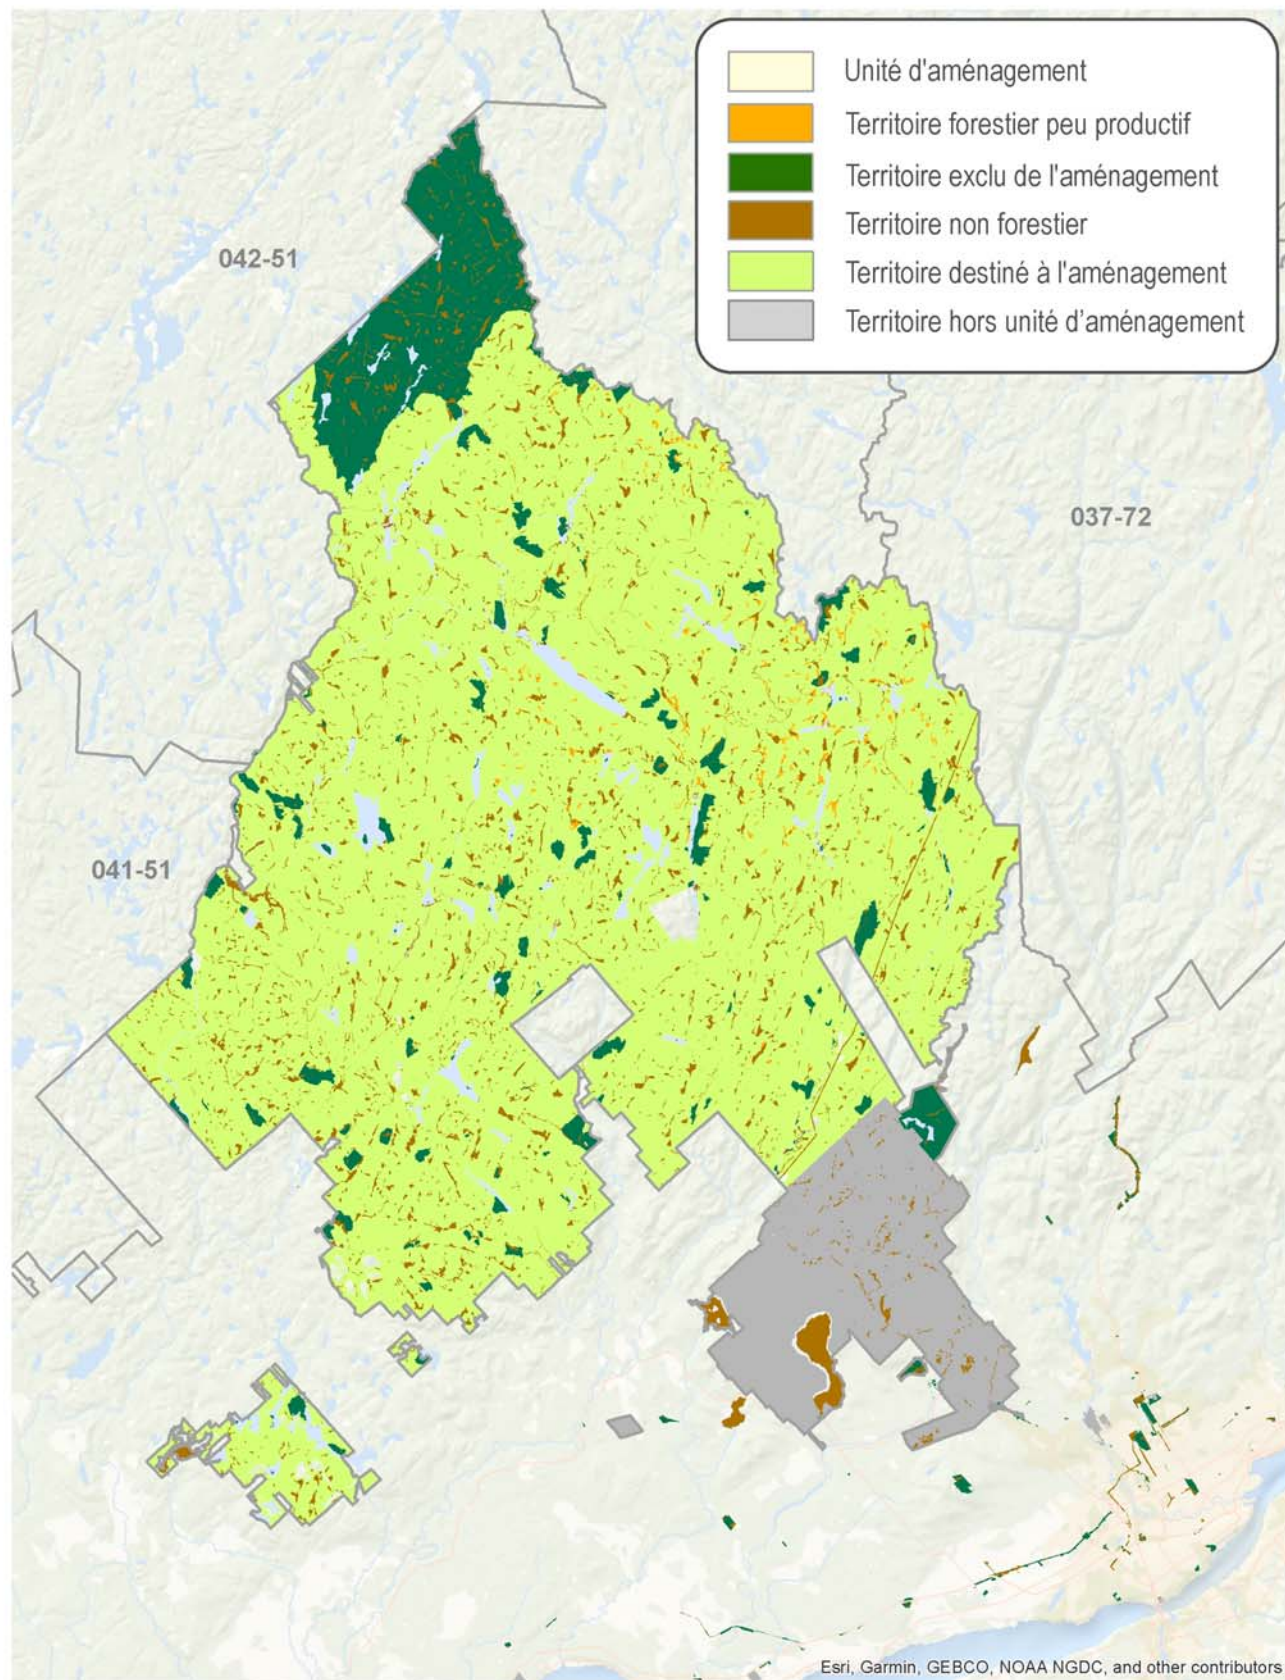 Unité d'aménagement
Territoire forestier peu productif
Territoire exclu de l'aménagement
Territoire non forestier
Territoire destiné à l'aménagement
Territoire hors unité d’aménagement
042-51
037-72
041-51
Esri, Garmin, GEBCO, NOAA NGDC, and other contributors